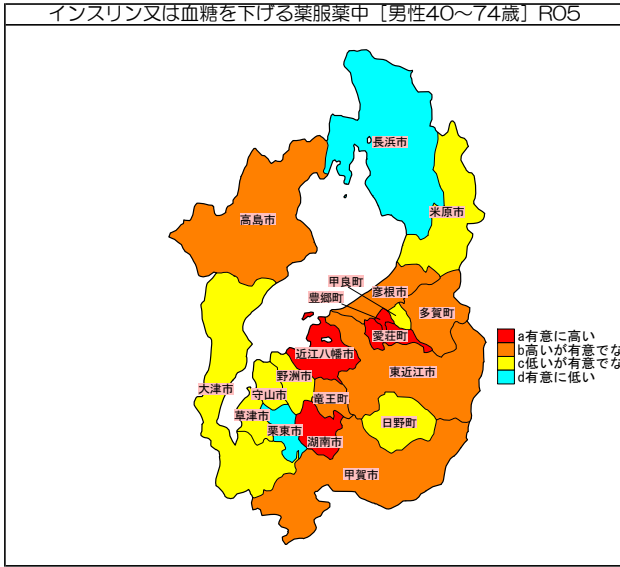 インスリン又は血糖を下げる薬服薬中［男性40～74歳］R05
長浜市
米原市
高島市
甲良町
彦根市
豊郷町
多賀町
愛荘町
a有意に高い
b高いが有意でな
c低いが有意でな
d有意に低い
近江八幡市
東近江市
野洲市
大津市
守山市
竜王町
草津市
日野町
栗東市
湖南市
甲賀市